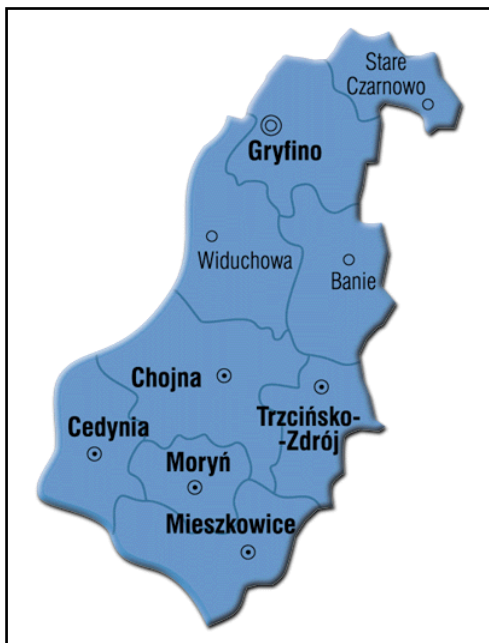 Stare
Czarnowo
Gryfino
Widuchowa
Banie
Chojna
Trzcińsko-
-Zdrój
Cedynia
Moryń
Mieszkowice